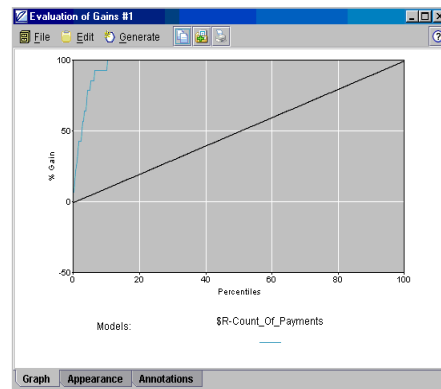 Evaluation of Gains #1
File Edit Generate
100
50
0
-50
% Gain
0 20 40 60 80 100
Percentiles
Models: $R-Count_Of_Payments
Graph Appearance Annotations